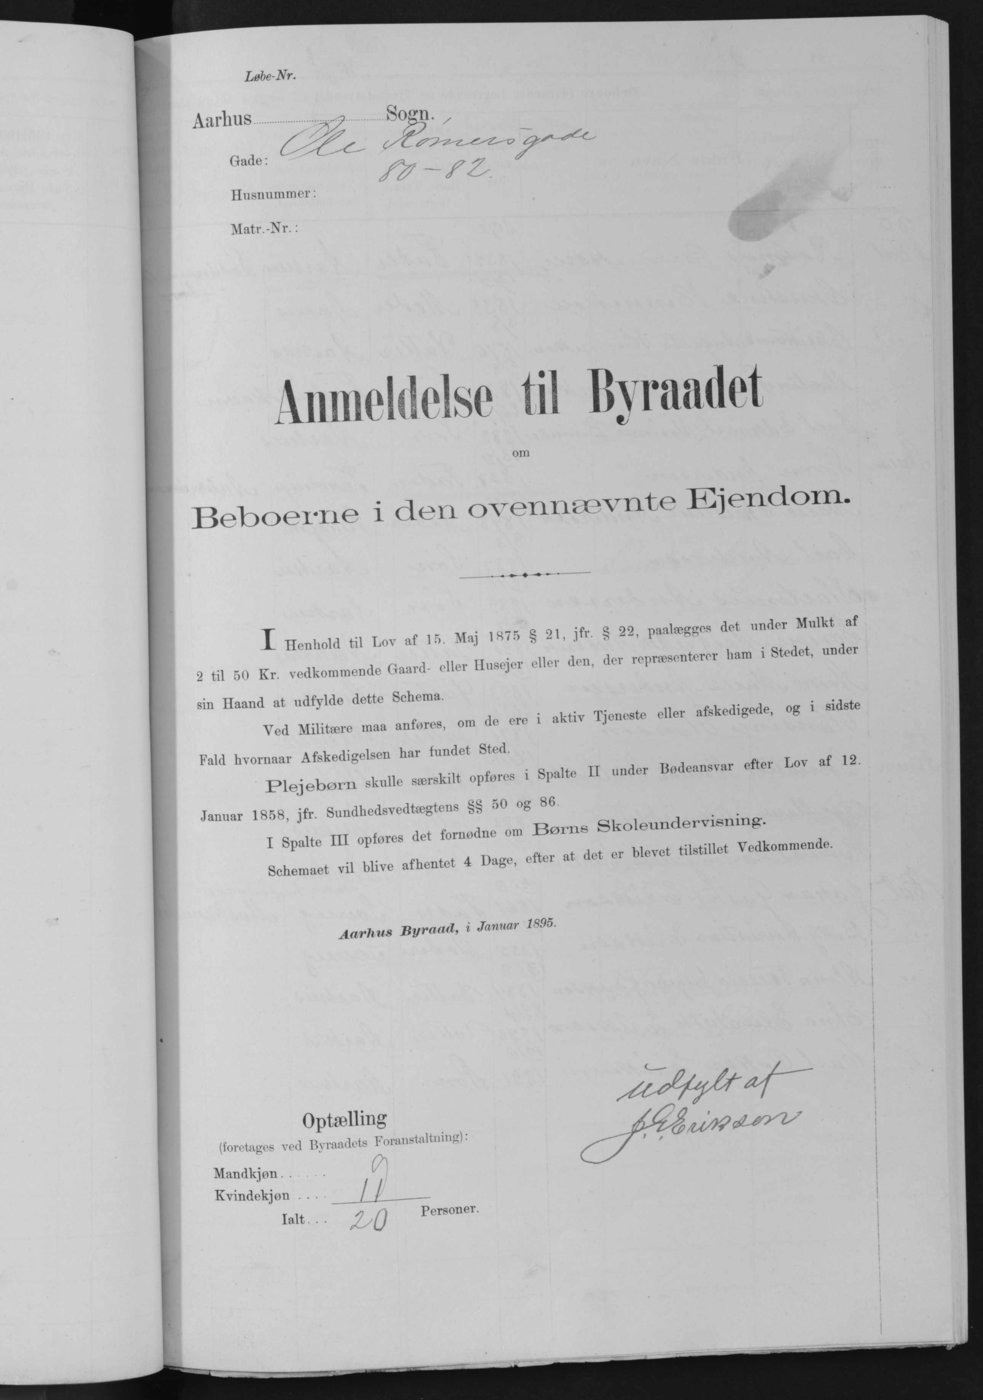 Løbe-Nr.
Aarhus Sogn.
Gade: Ole Rømersgade
Husnummer: 80-82.
Matr.-Nr.:
Anmeldelse til Byraadet
om
Beboerne i den ovennævnte Ejendom.
I Henhold til Lov af 15. Maj 1875 § 21, jfr. § 22, paalægges det under Mulkt af
2 til 50 Kr. vedkommende Gaard- eller Husejer eller den, der repræsenterer ham i Stedet, under
sin Haand at udfylde dette Schema.
Ved Militære maa anføres, om de ere i aktiv Tjeneste eller afskedigede, og i sidste
Fald hvornaar Afskedigelsen har fundet Sted.
Plejebørn skulle særskilt opføres i Spalte II under Bødeansvar efter Lov af 12.
Januar 1858, jfr. Sundhedsvedtægtens §§ 50 og 86.
I Spalte III opføres det fornødne om Børns Skoleundervisning.
Schemaet vil blive afhentet 4 Dage, efter at det er blevet tilstillet Vedkommende.
Aarhus Byraad, i Januar 1895.
udfylt af
J. E. Erikson
Optælling
(foretages ved Byraadets Foranstaltning):
Mandkjøn...... 9
Kvindekjøn .... 11
Ialt... 20 Personer.